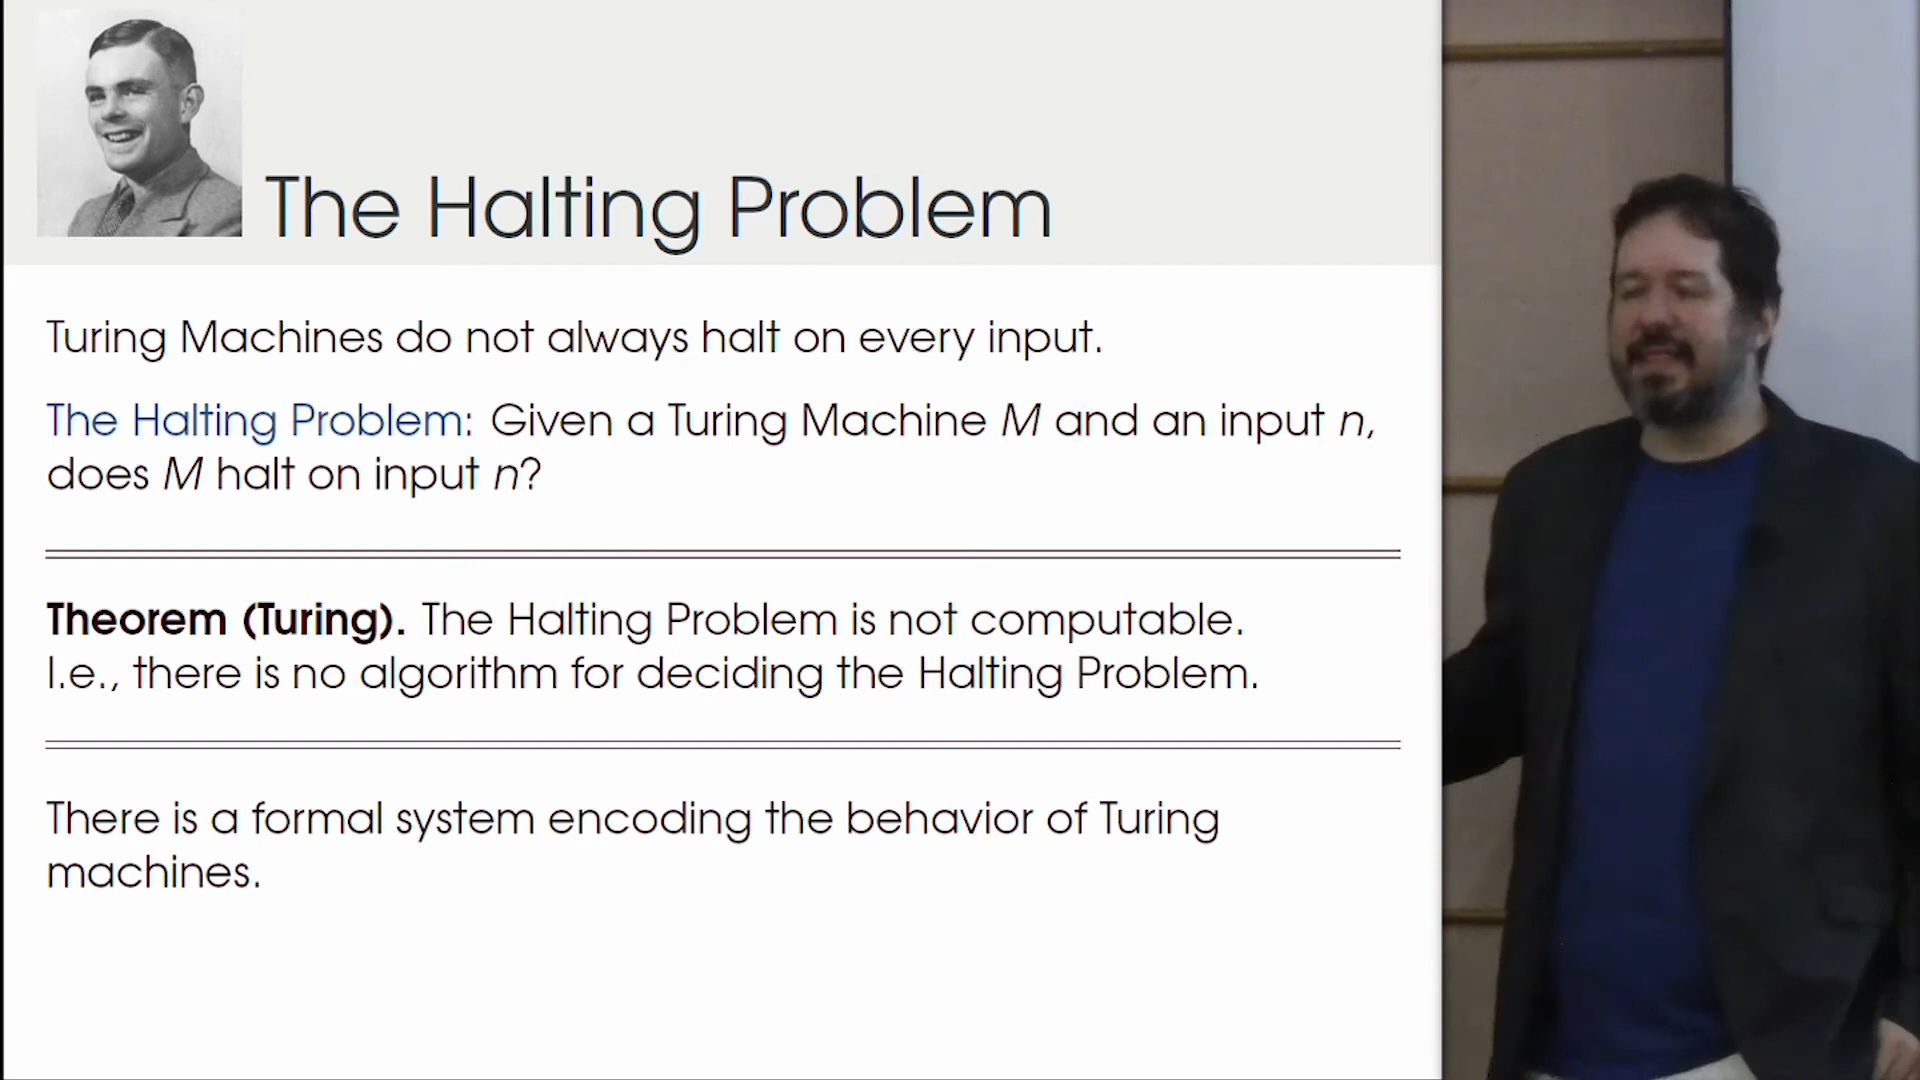 The Halting Problem
Turing Machines do not always halt on every input.
The Halting Problem: Given a Turing Machine M and an input n,
does M halt on input n?
Theorem (Turing). The Halting Problem is not computable.
I.e., there is no algorithm for deciding the Halting Problem.
There is a formal system encoding the behavior of Turing
machines.